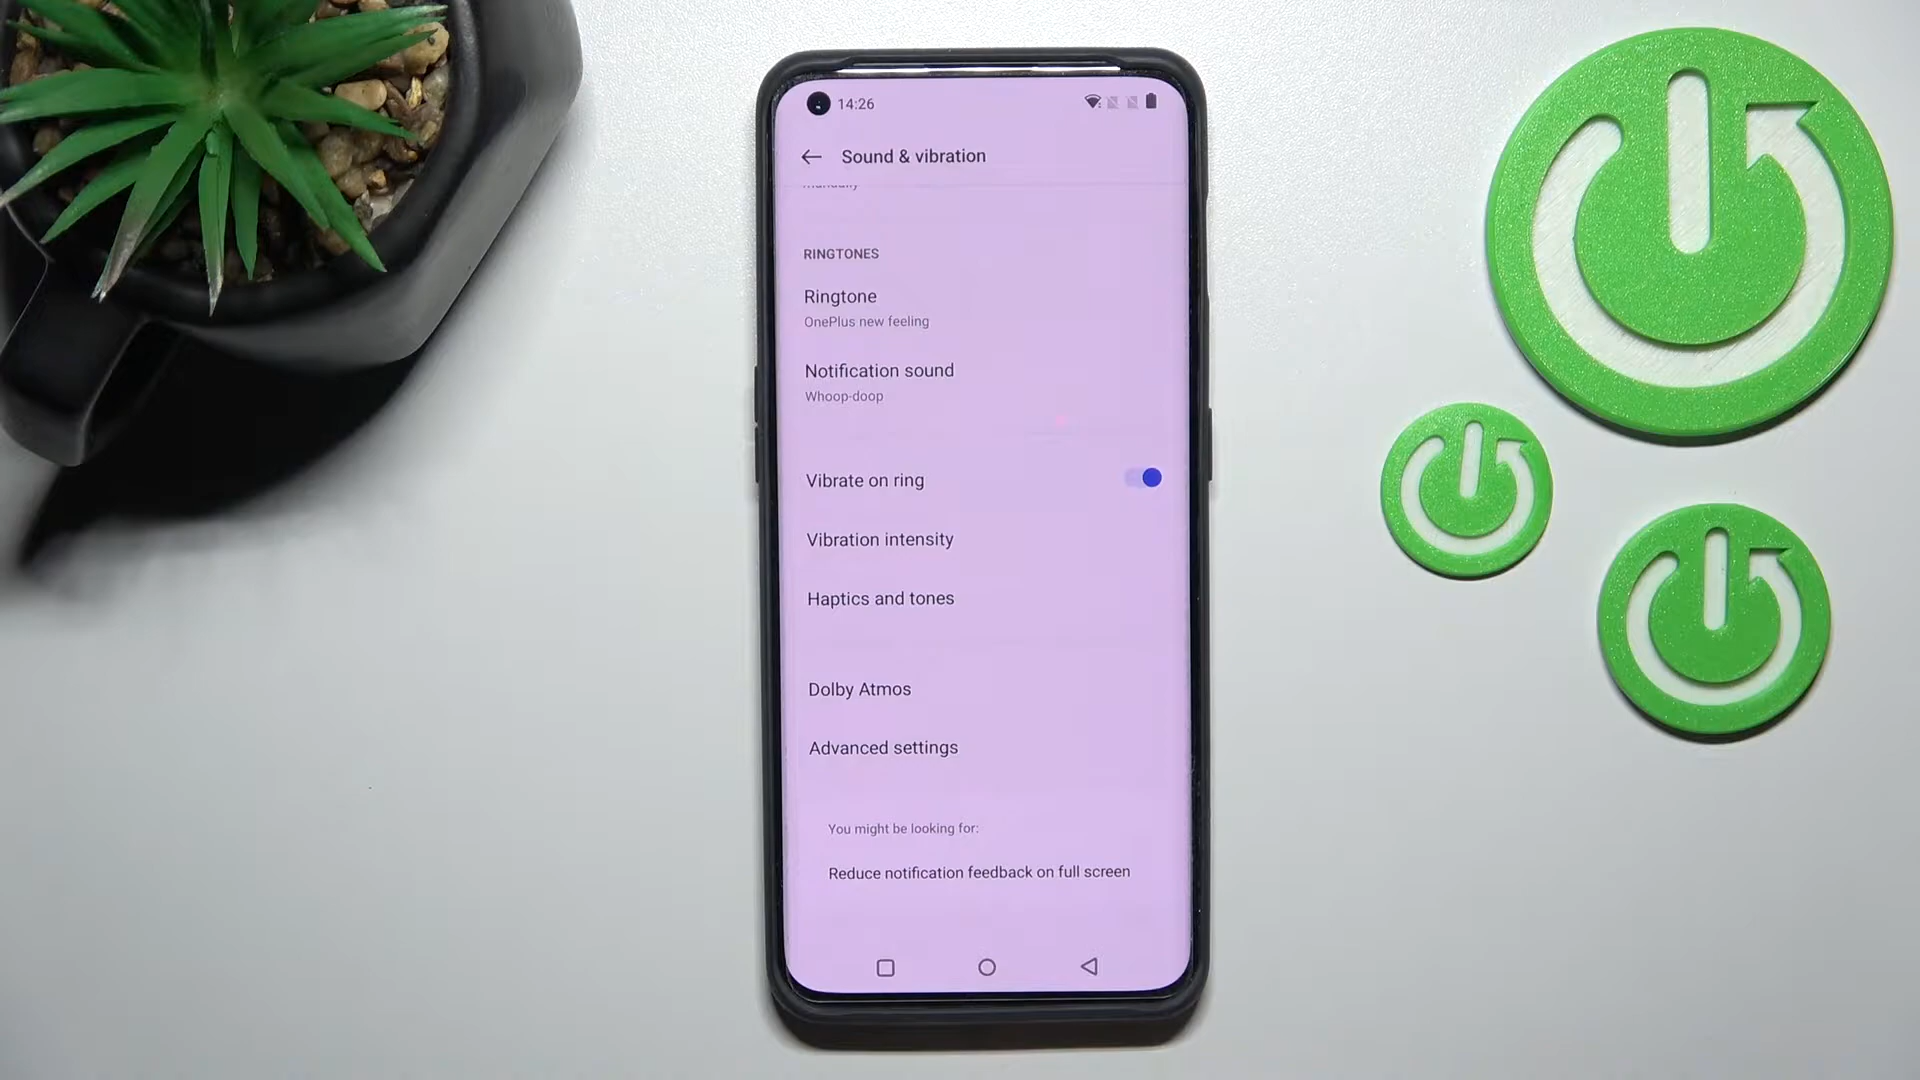 14:26
Sound & vibration
manually
RINGTONES
Ringtone
OnePlus new feeling
Notification sound
Whoop-doop
Vibrate on ring
Vibration intensity
Haptics and tones
Dolby Atmos
Advanced settings
You might be looking for:
Reduce notification feedback on full screen